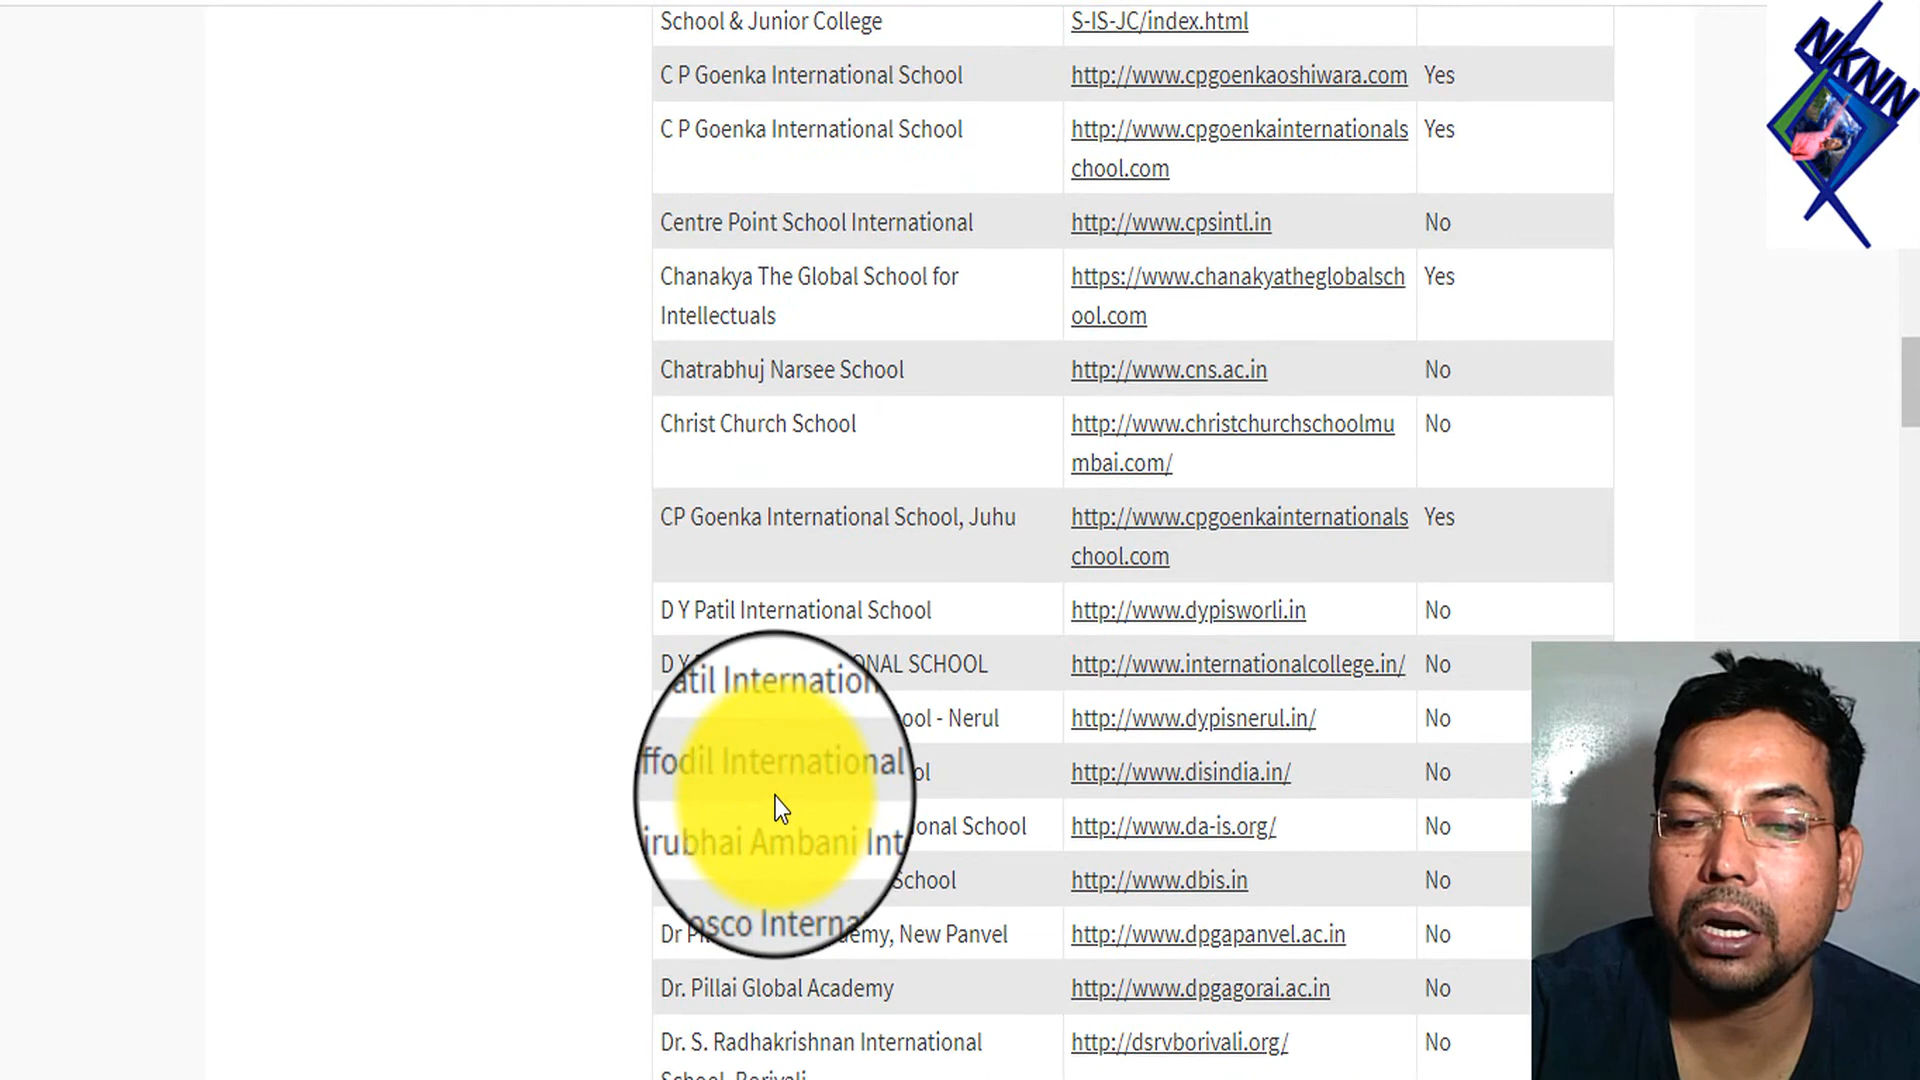 School & Junior College
S-IS-JC/index.html
NKNN
C P Goenka International School
http://www.cpgoenkaoshiwara.com
Yes
C P Goenka International School
http://www.cpgoenkainternationals
chool.com
Yes
Centre Point School International
http://www.cpsintl.in
No
Chanakya The Global School for
Intellectuals
https://www.chanakyatheglobalsch
ool.com
Yes
Chatrabhuj Narsee School
http://www.cns.ac.in
No
Christ Church School
http://www.christchurchschoolmu
mbai.com/
No
CP Goenka International School, Juhu
http://www.cpgoenkainternationals
chool.com
Yes
D Y Patil International School
http://www.dypisworli.in
No
D Y ONAL SCHOOL
http://www.internationalcollege.in/
No
atil Internation
ool - Nerul
http://www.dypisnerul.in/
No
ffodil International
ol
http://www.disindia.in/
No
irubhai Ambani Int
onal School
http://www.da-is.org/
No
School
http://www.dbis.in
No
osco Interna
Dr P emy, New Panvel
http://www.dpgapanvel.ac.in
No
Dr. Pillai Global Academy
http://www.dpgagorai.ac.in
No
Dr. S. Radhakrishnan International
School, Borivali
http://dsrvborivali.org/
No